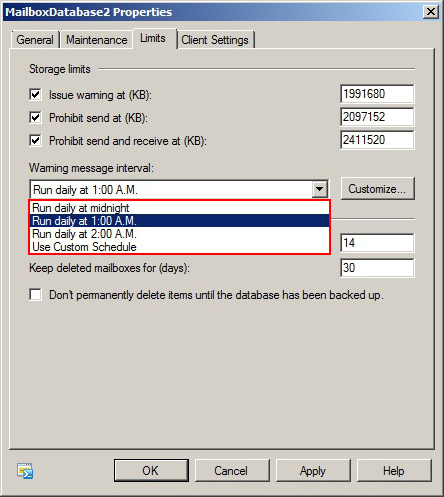 MailboxDatabase2 Properties
General Maintenance Limits Client Settings
Storage limits
Issue warning at (KB): 1991680
Prohibit send at (KB): 2097152
Prohibit send and receive at (KB): 2411520
Warning message interval:
Run daily at 1:00 A.M. Customize...
Run daily at midnight
Run daily at 1:00 A.M.
Run daily at 2:00 A.M. 14
Use Custom Schedule
Keep deleted mailboxes for (days): 30
Don't permanently delete items until the database has been backed up.
OK Cancel Apply Help